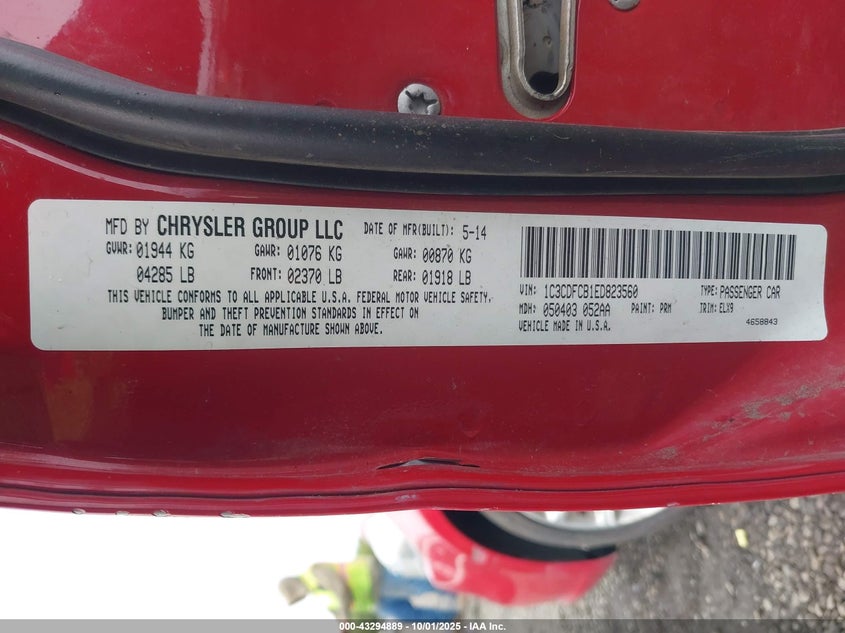 MFD BY CHRYSLER GROUP LLC DATE OF MFR(BUILT): 5-14
GVWR: 01944 KG GAWR: 01076 KG GAWR: 00870 KG
04285 LB FRONT: 02370 LB REAR: 01918 LB
THIS VEHICLE CONFORMS TO ALL APPLICABLE U.S.A. FEDERAL MOTOR VEHICLE SAFETY,
BUMPER AND THEFT PREVENTION STANDARDS IN EFFECT ON
THE DATE OF MANUFACTURE SHOWN ABOVE.
VIN: 1C3CDFCB1ED823560 TYPE: PASSENGER CAR
MDH: 050403 052AA PAINT: PRM TRIM: ELX9
VEHICLE MADE IN U.S.A. 4658843
000-43294889 - 10/01/2025 - IAA Inc.